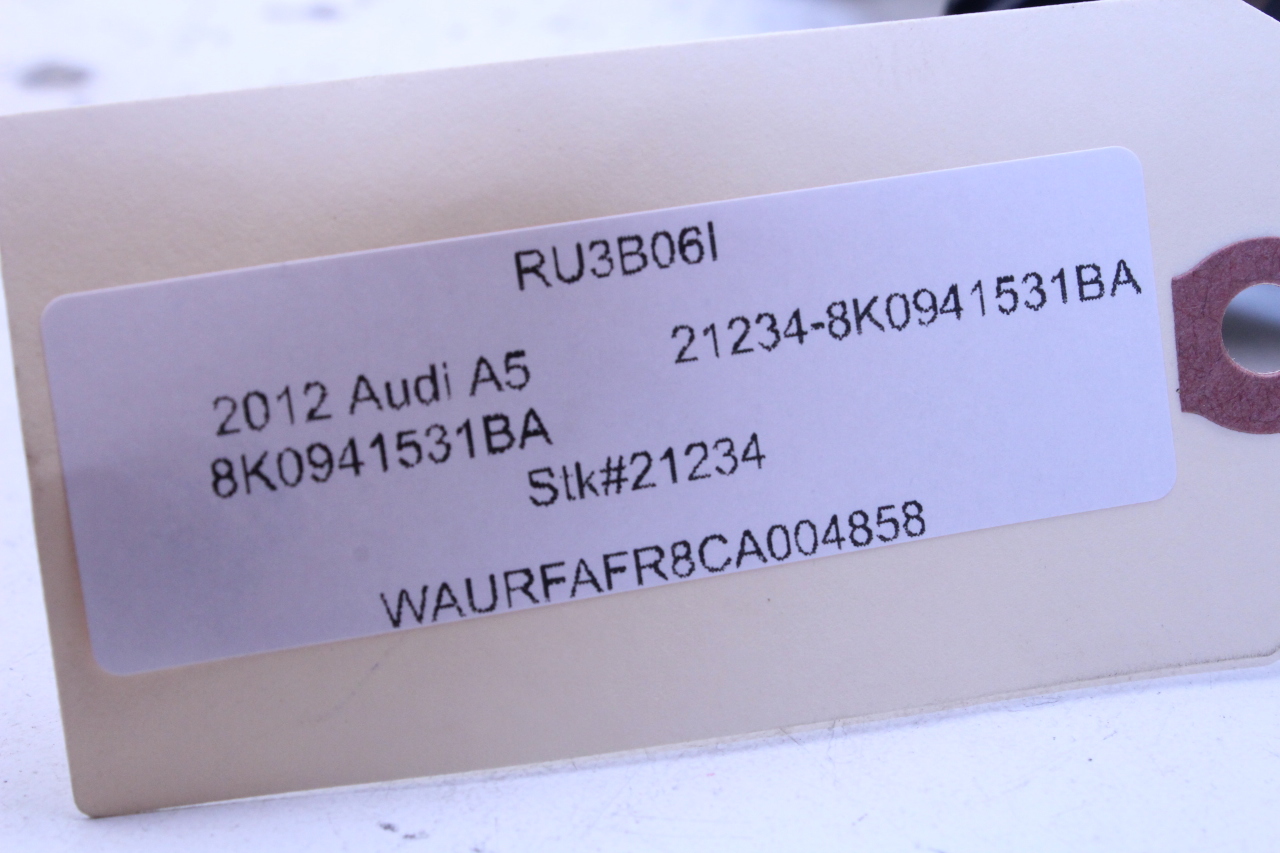 RU3B06I
21234-8K0941531BA
2012 Audi A5
8K0941531BA
Stk#21234
WAURFAFR8CA004858